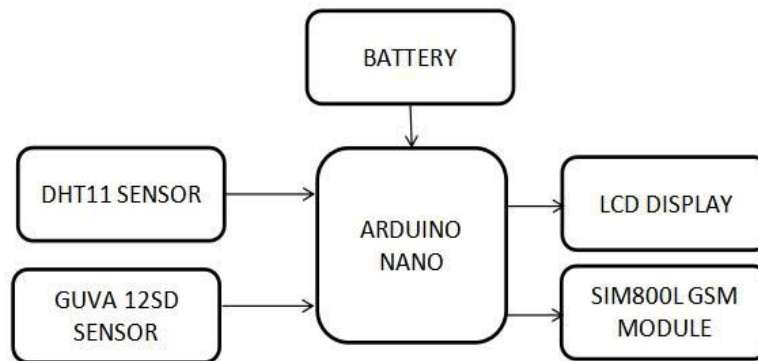 BATTERY
DHT11 SENSOR
ARDUINO
NANO
LCD DISPLAY
GUVA 12SD
SENSOR
SIM800L GSM
MODULE